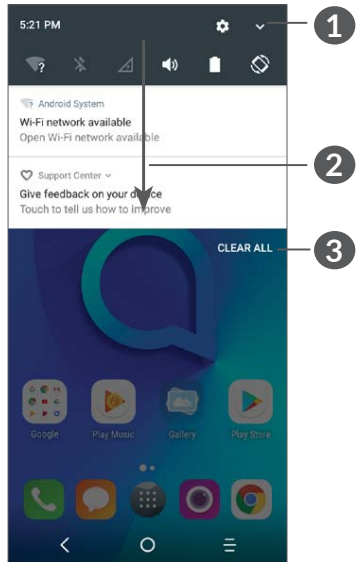 5:21 PM
1
?
Android System
Wi-Fi network available
Open Wi-Fi network available
2
Support Center
Give feedback on your device
Touch to tell us how to improve
CLEAR ALL
3
Google
Play Music
Gallery
Play Store